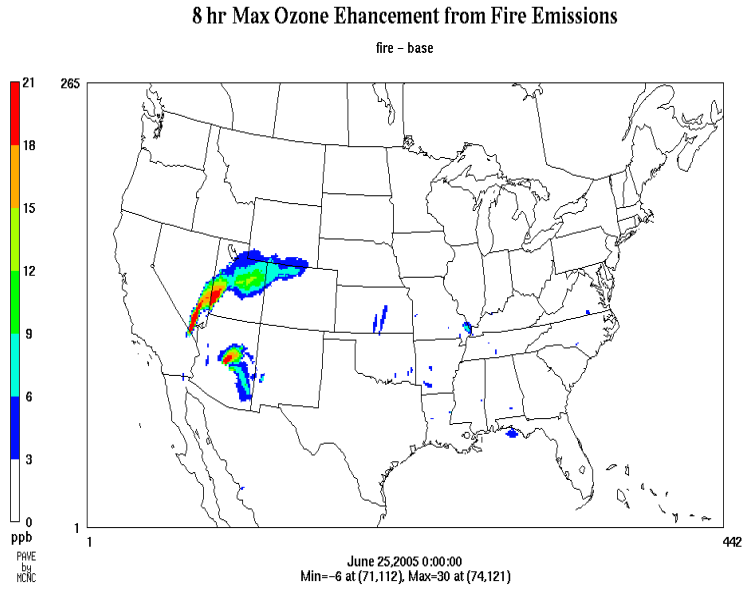 8 hr Max Ozone Ehancement from Fire Emissions
fire – base
21
18
15
12
9
6
3
0
ppb
PAVE
by
MCNC
265
1
1
442
June 25,2005 0:00:00
Min=-6 at (71,112), Max=30 at (74,121)